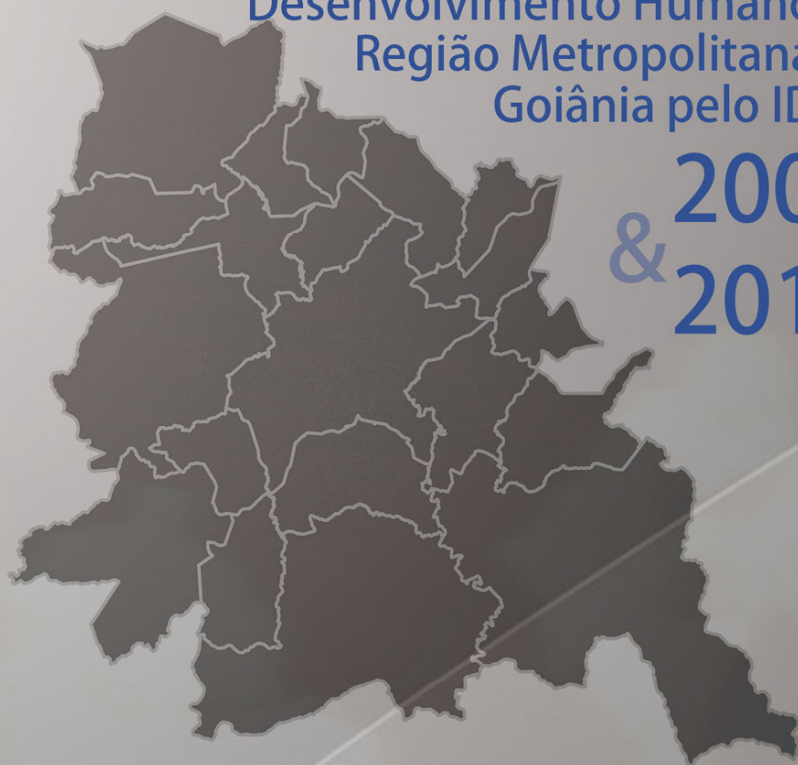 Desenvolvimento Humano
Região Metropolitana
Goiânia pelo ID
200
&
201